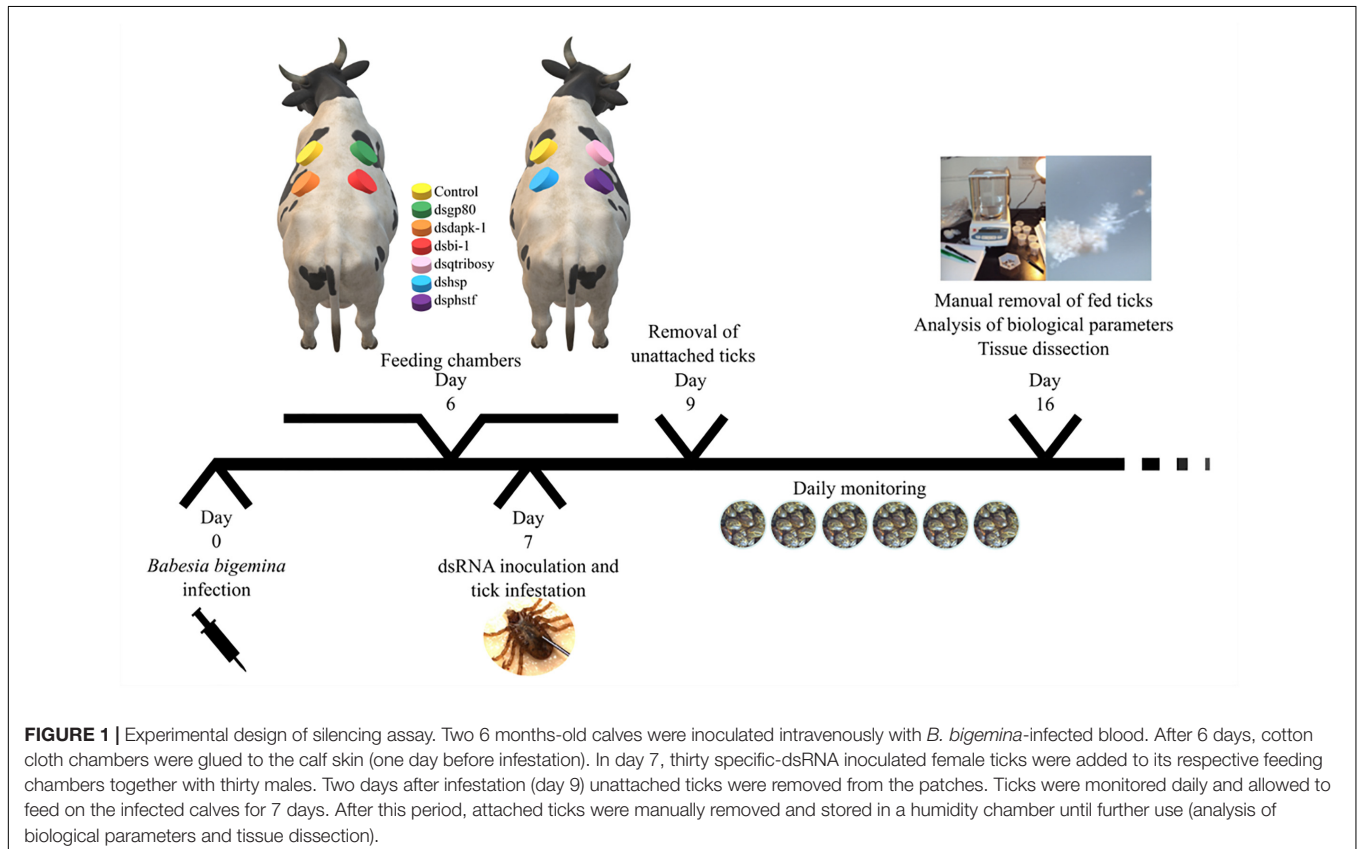 Control
dsgp80
dsdapk-1
dsbi-1
dsqtribosy
dshsp
dsphstf
Feeding chambers
Day
6
Removal of
unattached ticks
Day
9
Manual removal of fed ticks
Analysis of biological parameters
Tissue dissection
Day
16
Day
0
Babesia bigemina
infection
Day
7
dsRNA inoculation and
tick infestation
Daily monitoring
FIGURE 1 | Experimental design of silencing assay. Two 6 months-old calves were inoculated intravenously with B. bigemina-infected blood. After 6 days, cotton
cloth chambers were glued to the calf skin (one day before infestation). In day 7, thirty specific-dsRNA inoculated female ticks were added to its respective feeding
chambers together with thirty males. Two days after infestation (day 9) unattached ticks were removed from the patches. Ticks were monitored daily and allowed to
feed on the infected calves for 7 days. After this period, attached ticks were manually removed and stored in a humidity chamber until further use (analysis of
biological parameters and tissue dissection).